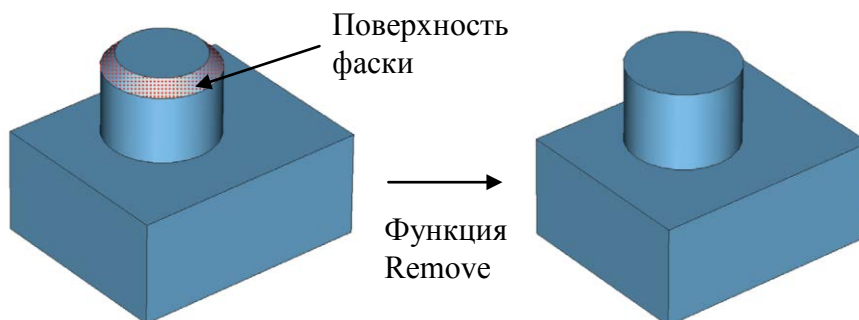 Поверхность
фаски
Функция
Remove